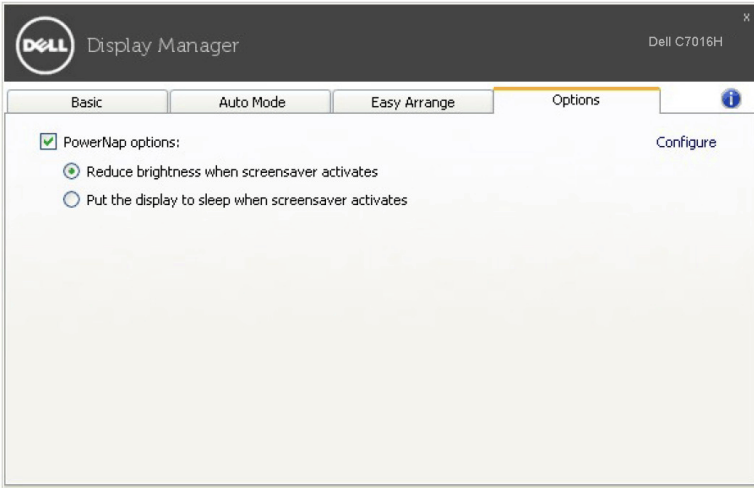 x
DELL Display Manager Dell C7016H
Basic Auto Mode Easy Arrange Options i
PowerNap options: Configure
Reduce brightness when screensaver activates
Put the display to sleep when screensaver activates